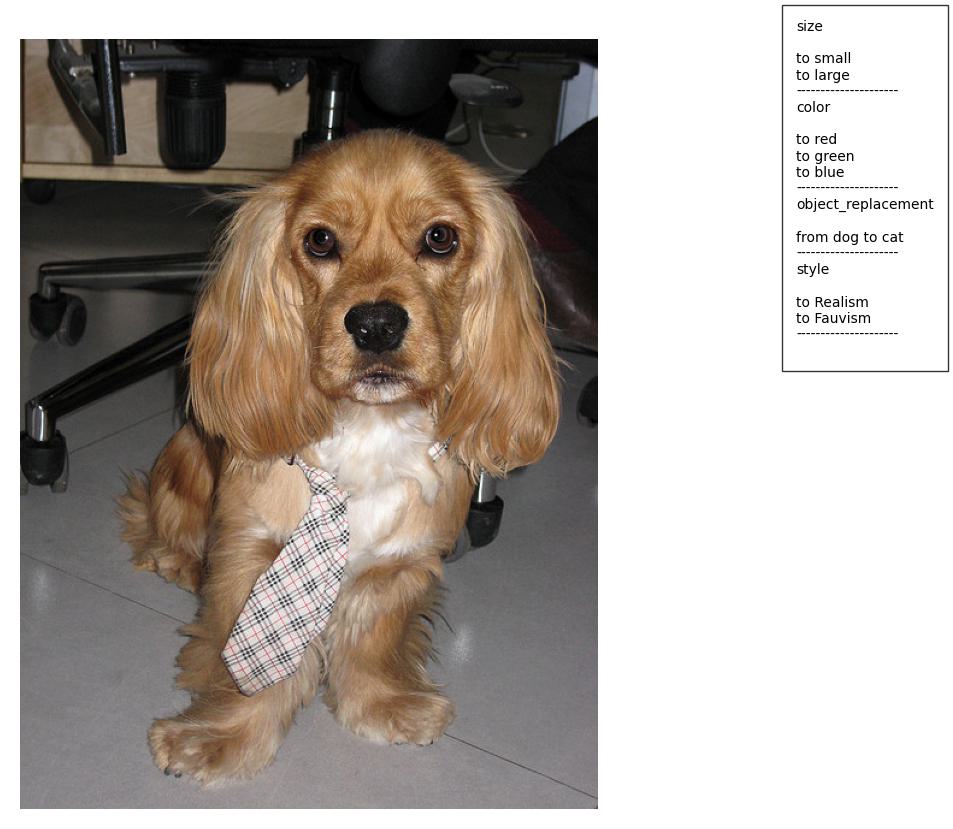 size
to small
to large
---------------------
color
to red
to green
to blue
---------------------
object_replacement
from dog to cat
---------------------
style
to Realism
to Fauvism
---------------------